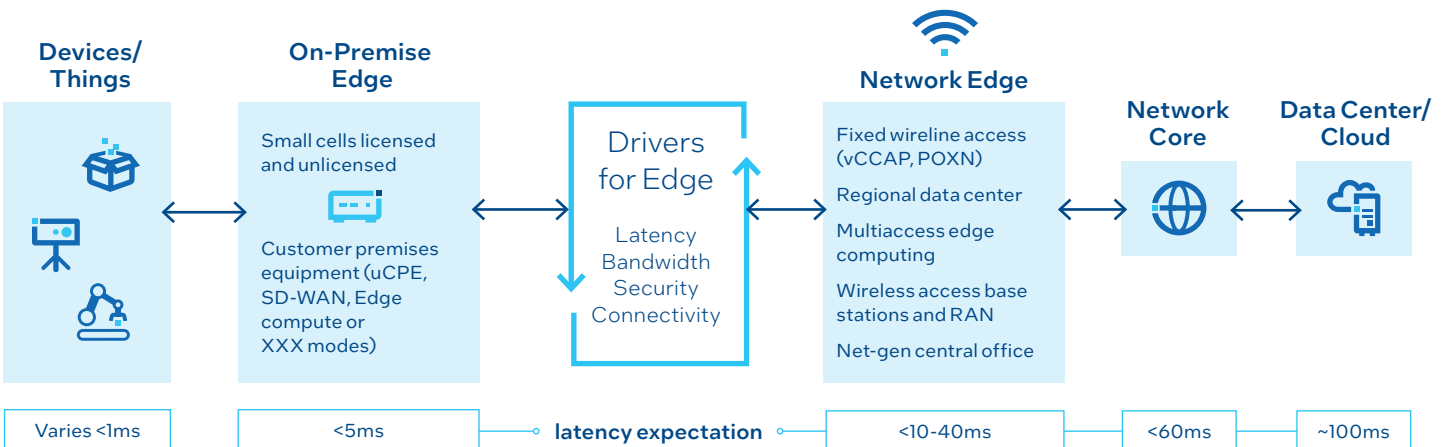 Devices/
Things
On-Premise
Edge
Small cells licensed
and unlicensed
Customer premises
equipment (uCPE,
SD-WAN, Edge
compute or
XXX modes)
Drivers
for Edge
Latency
Bandwidth
Security
Connectivity
Network Edge
Fixed wireline access
(vCCAP, POXN)
Regional data center
Multiaccess edge
computing
Wireless access base
stations and RAN
Net-gen central office
Network
Core
Data Center/
Cloud
Varies <1ms
<5ms
latency expectation
<10-40ms
<60ms
~100ms